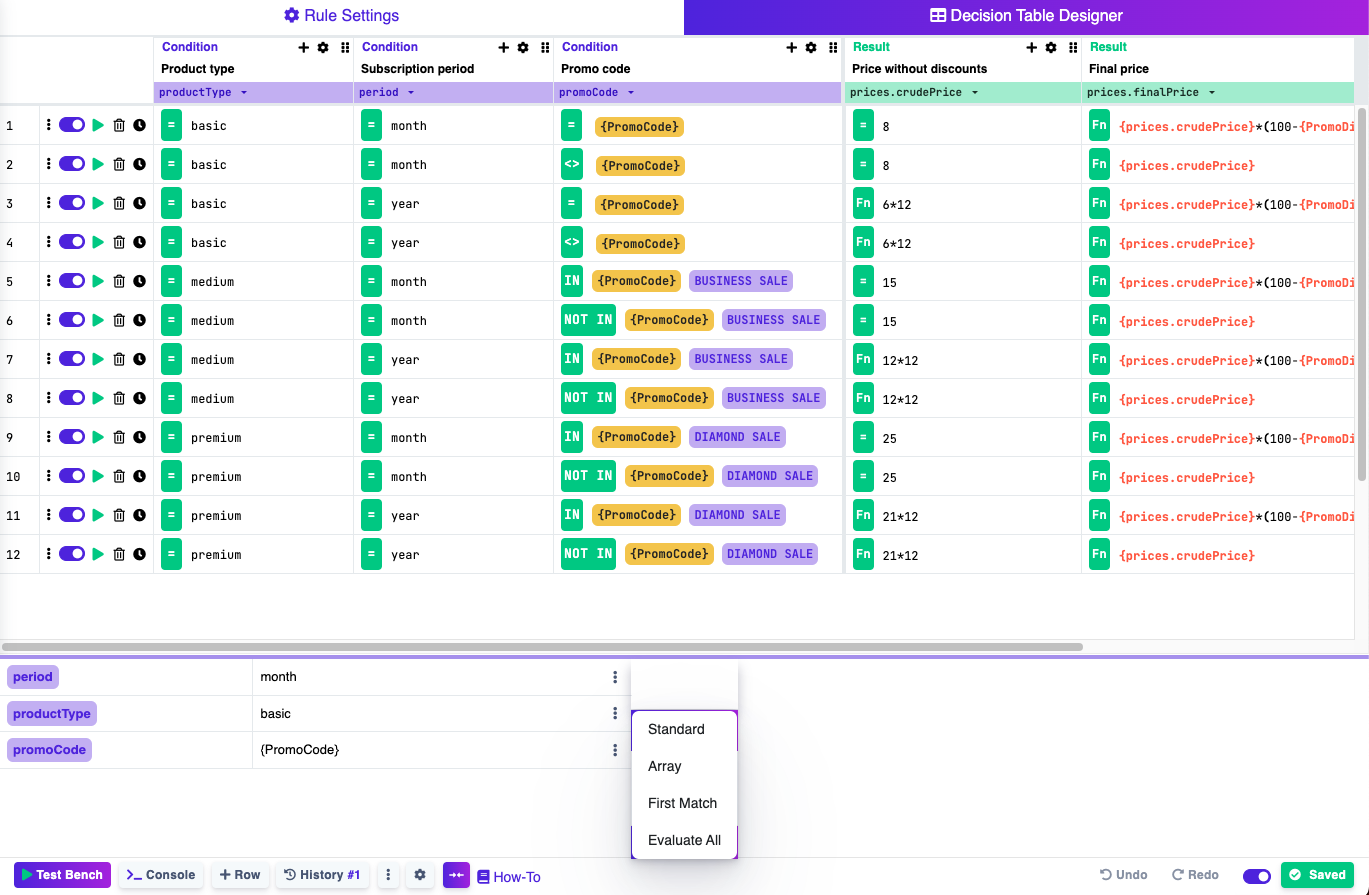 Rule Settings
Decision Table Designer
Condition Condition Condition Result Result
Product type Subscription period Promo code Price without discounts Final price
productType period promoCode prices.crudePrice prices.finalPrice
1 = basic = month = {PromoCode} = 8 Fn {prices.crudePrice}*(100-{PromoDi
2 = basic = month <> {PromoCode} = 8 Fn {prices.crudePrice}
3 = basic = year = {PromoCode} Fn 6*12 Fn {prices.crudePrice}*(100-{PromoDi
4 = basic = year <> {PromoCode} Fn 6*12 Fn {prices.crudePrice}
5 = medium = month IN {PromoCode} BUSINESS SALE = 15 Fn {prices.crudePrice}*(100-{PromoDi
6 = medium = month NOT IN {PromoCode} BUSINESS SALE = 15 Fn {prices.crudePrice}
7 = medium = year IN {PromoCode} BUSINESS SALE Fn 12*12 Fn {prices.crudePrice}*(100-{PromoDi
8 = medium = year NOT IN {PromoCode} BUSINESS SALE Fn 12*12 Fn {prices.crudePrice}
9 = premium = month IN {PromoCode} DIAMOND SALE = 25 Fn {prices.crudePrice}*(100-{PromoDi
10 = premium = month NOT IN {PromoCode} DIAMOND SALE = 25 Fn {prices.crudePrice}
11 = premium = year IN {PromoCode} DIAMOND SALE Fn 21*12 Fn {prices.crudePrice}*(100-{PromoDi
12 = premium = year NOT IN {PromoCode} DIAMOND SALE Fn 21*12 Fn {prices.crudePrice}
period month
productType basic
promoCode {PromoCode}
Standard
Array
First Match
Evaluate All
Test Bench Console + Row History #1 How-To Undo Redo Saved